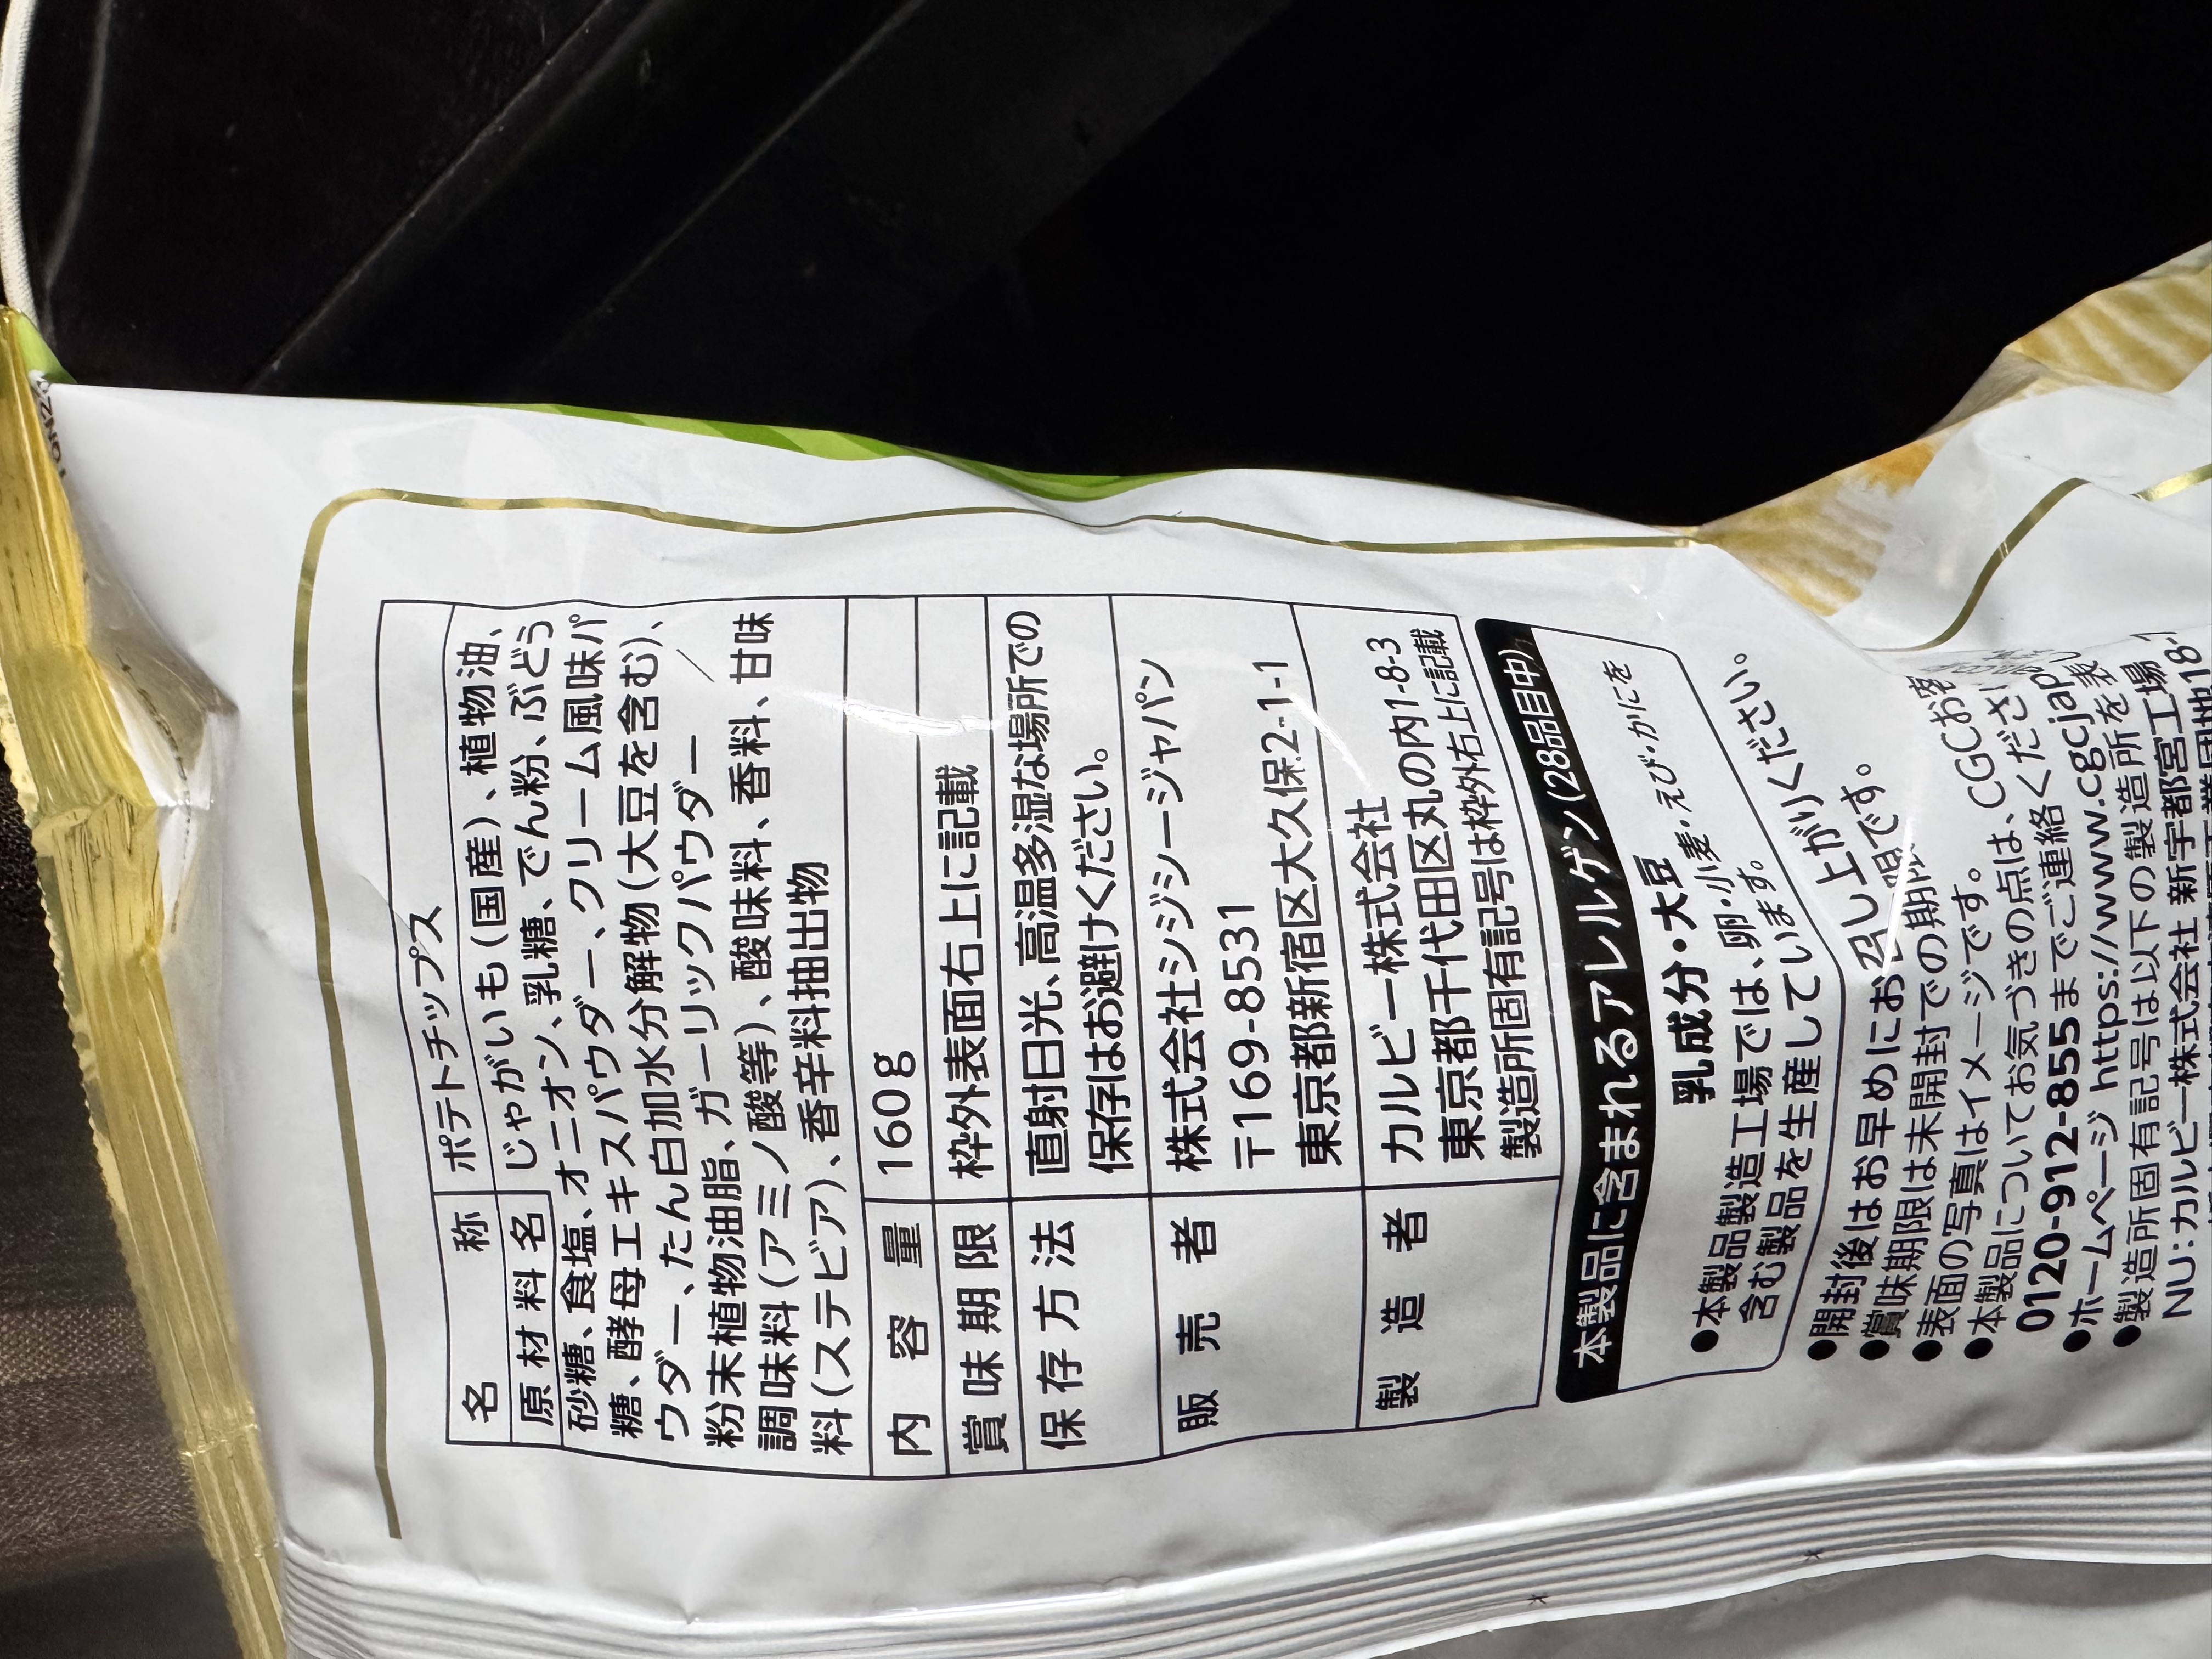 名称 ポテトチップス
原材料名 じゃがいも(国産)、植物油、
砂糖、食塩、オニオン、乳糖、でん粉、ぶどう
糖、酵母エキスパウダー、クリーム風味パ
ウダー、たん白加水分解物(大豆を含む)、
粉末植物油脂、ガーリックパウダー /
調味料(アミノ酸等)、酸味料、香料、甘味
料(ステビア)、香辛料抽出物
内容量 160g
賞味期限 枠外表面右上に記載
保存方法 直射日光、高温多湿な場所での
保存はお避けください。
販売者 株式会社シジシージャパン
〒169-8531
東京都新宿区大久保2-1-1
製造者 カルビー株式会社
東京都千代田区丸の内1-8-3
製造所固有記号は枠外右上に記載
本製品に含まれるアレルゲン(28品目中)
乳成分・大豆
●本製品製造工場では、卵・小麦・えび・かにを
含む製品を生産しています。
●開封後はお早めにお召し上がりください。
●賞味期限は未開封での期限です。
●表面の写真はイメージです。
●本製品についてお気づきの点は、CGCお客
0120-912-855までご連絡くださ
●ホームページ https://www.cgcjapa
●製造所固有記号は以下の製造所を表
NU:カルビー株式会社 新宇都宮工場